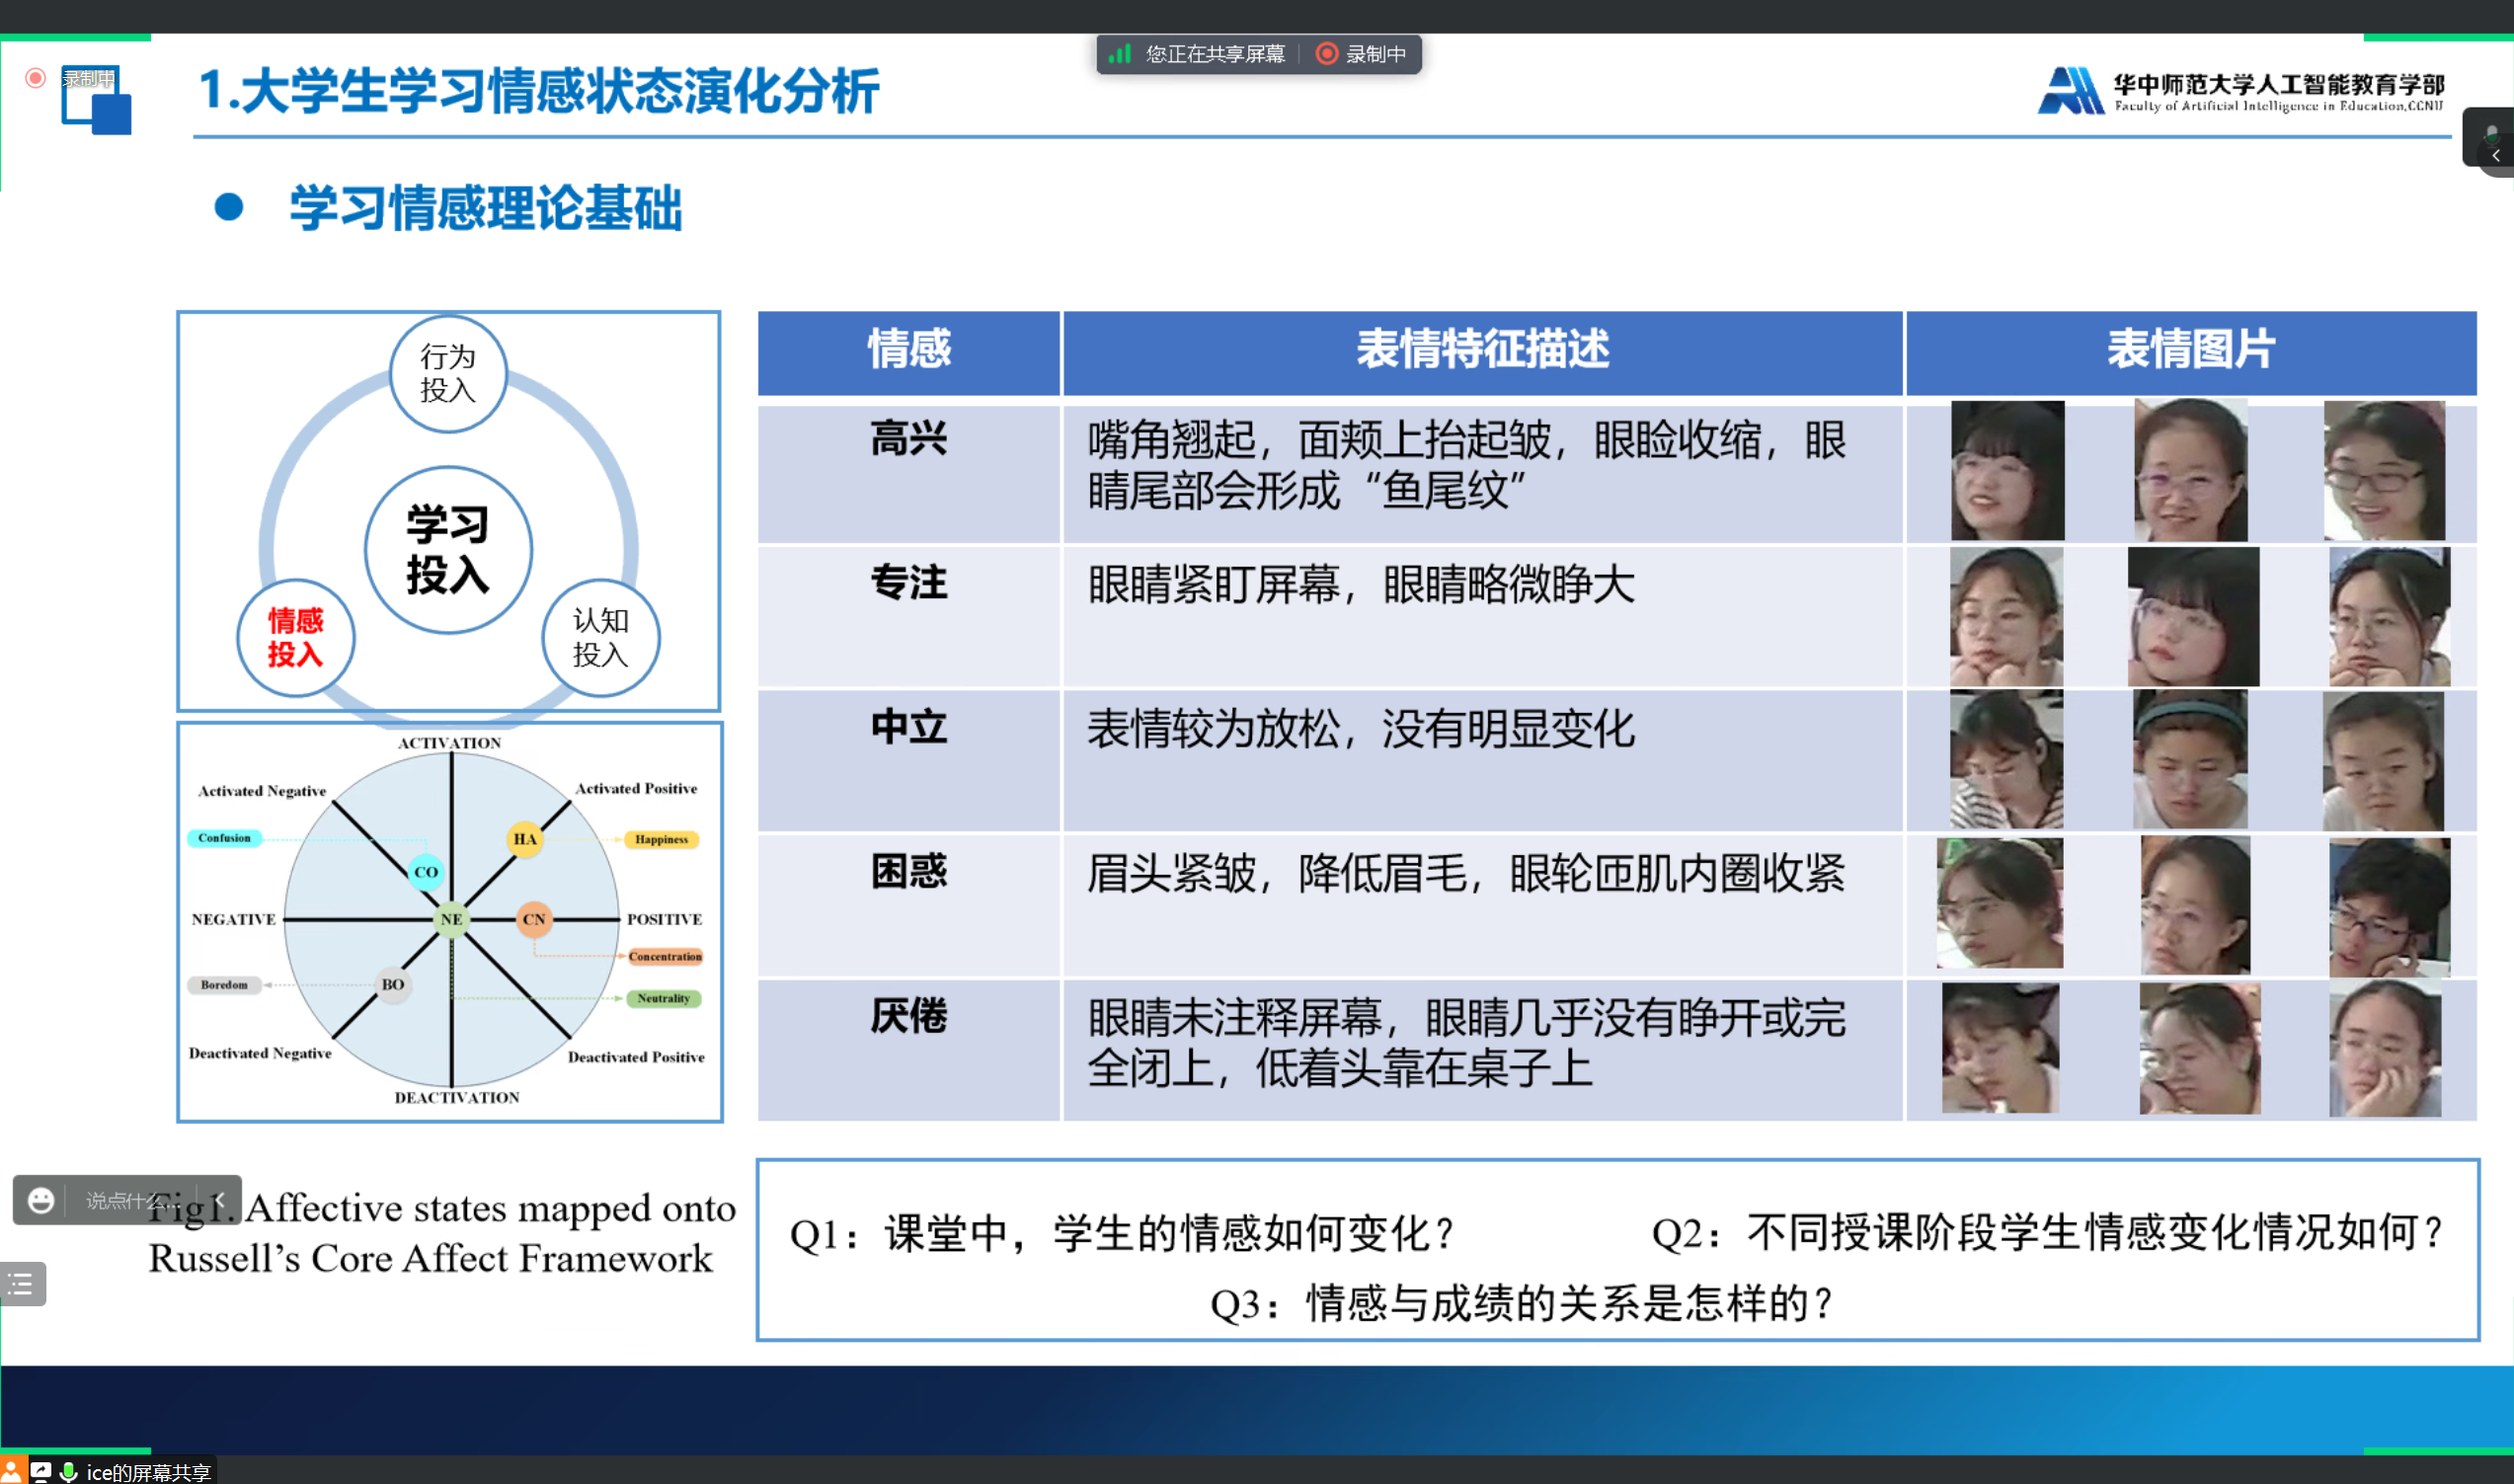 您正在共享屏幕
录制中
录制中
1.大学生学习情感状态演化分析
华中师范大学人工智能教育学部
Faculty of Artificial Intelligence in Education,CCNU
学习情感理论基础
行为
投入
学习
投入
情感
投入
认知
投入
ACTIVATION
Activated Negative
Activated Positive
Confusion
HA
Happiness
CO
NEGATIVE
NE
CN
POSITIVE
Concentration
Boredom
BO
Neutrality
Deactivated Negative
Deactivated Positive
DEACTIVATION
Fig1. Affective states mapped onto
Russell’s Core Affect Framework
情感
表情特征描述
表情图片
高兴
嘴角翘起，面颊上抬起皱，眼睑收缩，眼
睛尾部会形成“鱼尾纹”
专注
眼睛紧盯屏幕，眼睛略微睁大
中立
表情较为放松，没有明显变化
困惑
眉头紧皱，降低眉毛，眼轮匝肌内圈收紧
厌倦
眼睛未注释屏幕，眼睛几乎没有睁开或完
全闭上，低着头靠在桌子上
Q1：课堂中，学生的情感如何变化？
Q2：不同授课阶段学生情感变化情况如何？
Q3：情感与成绩的关系是怎样的？
说点什么...
ice的屏幕共享